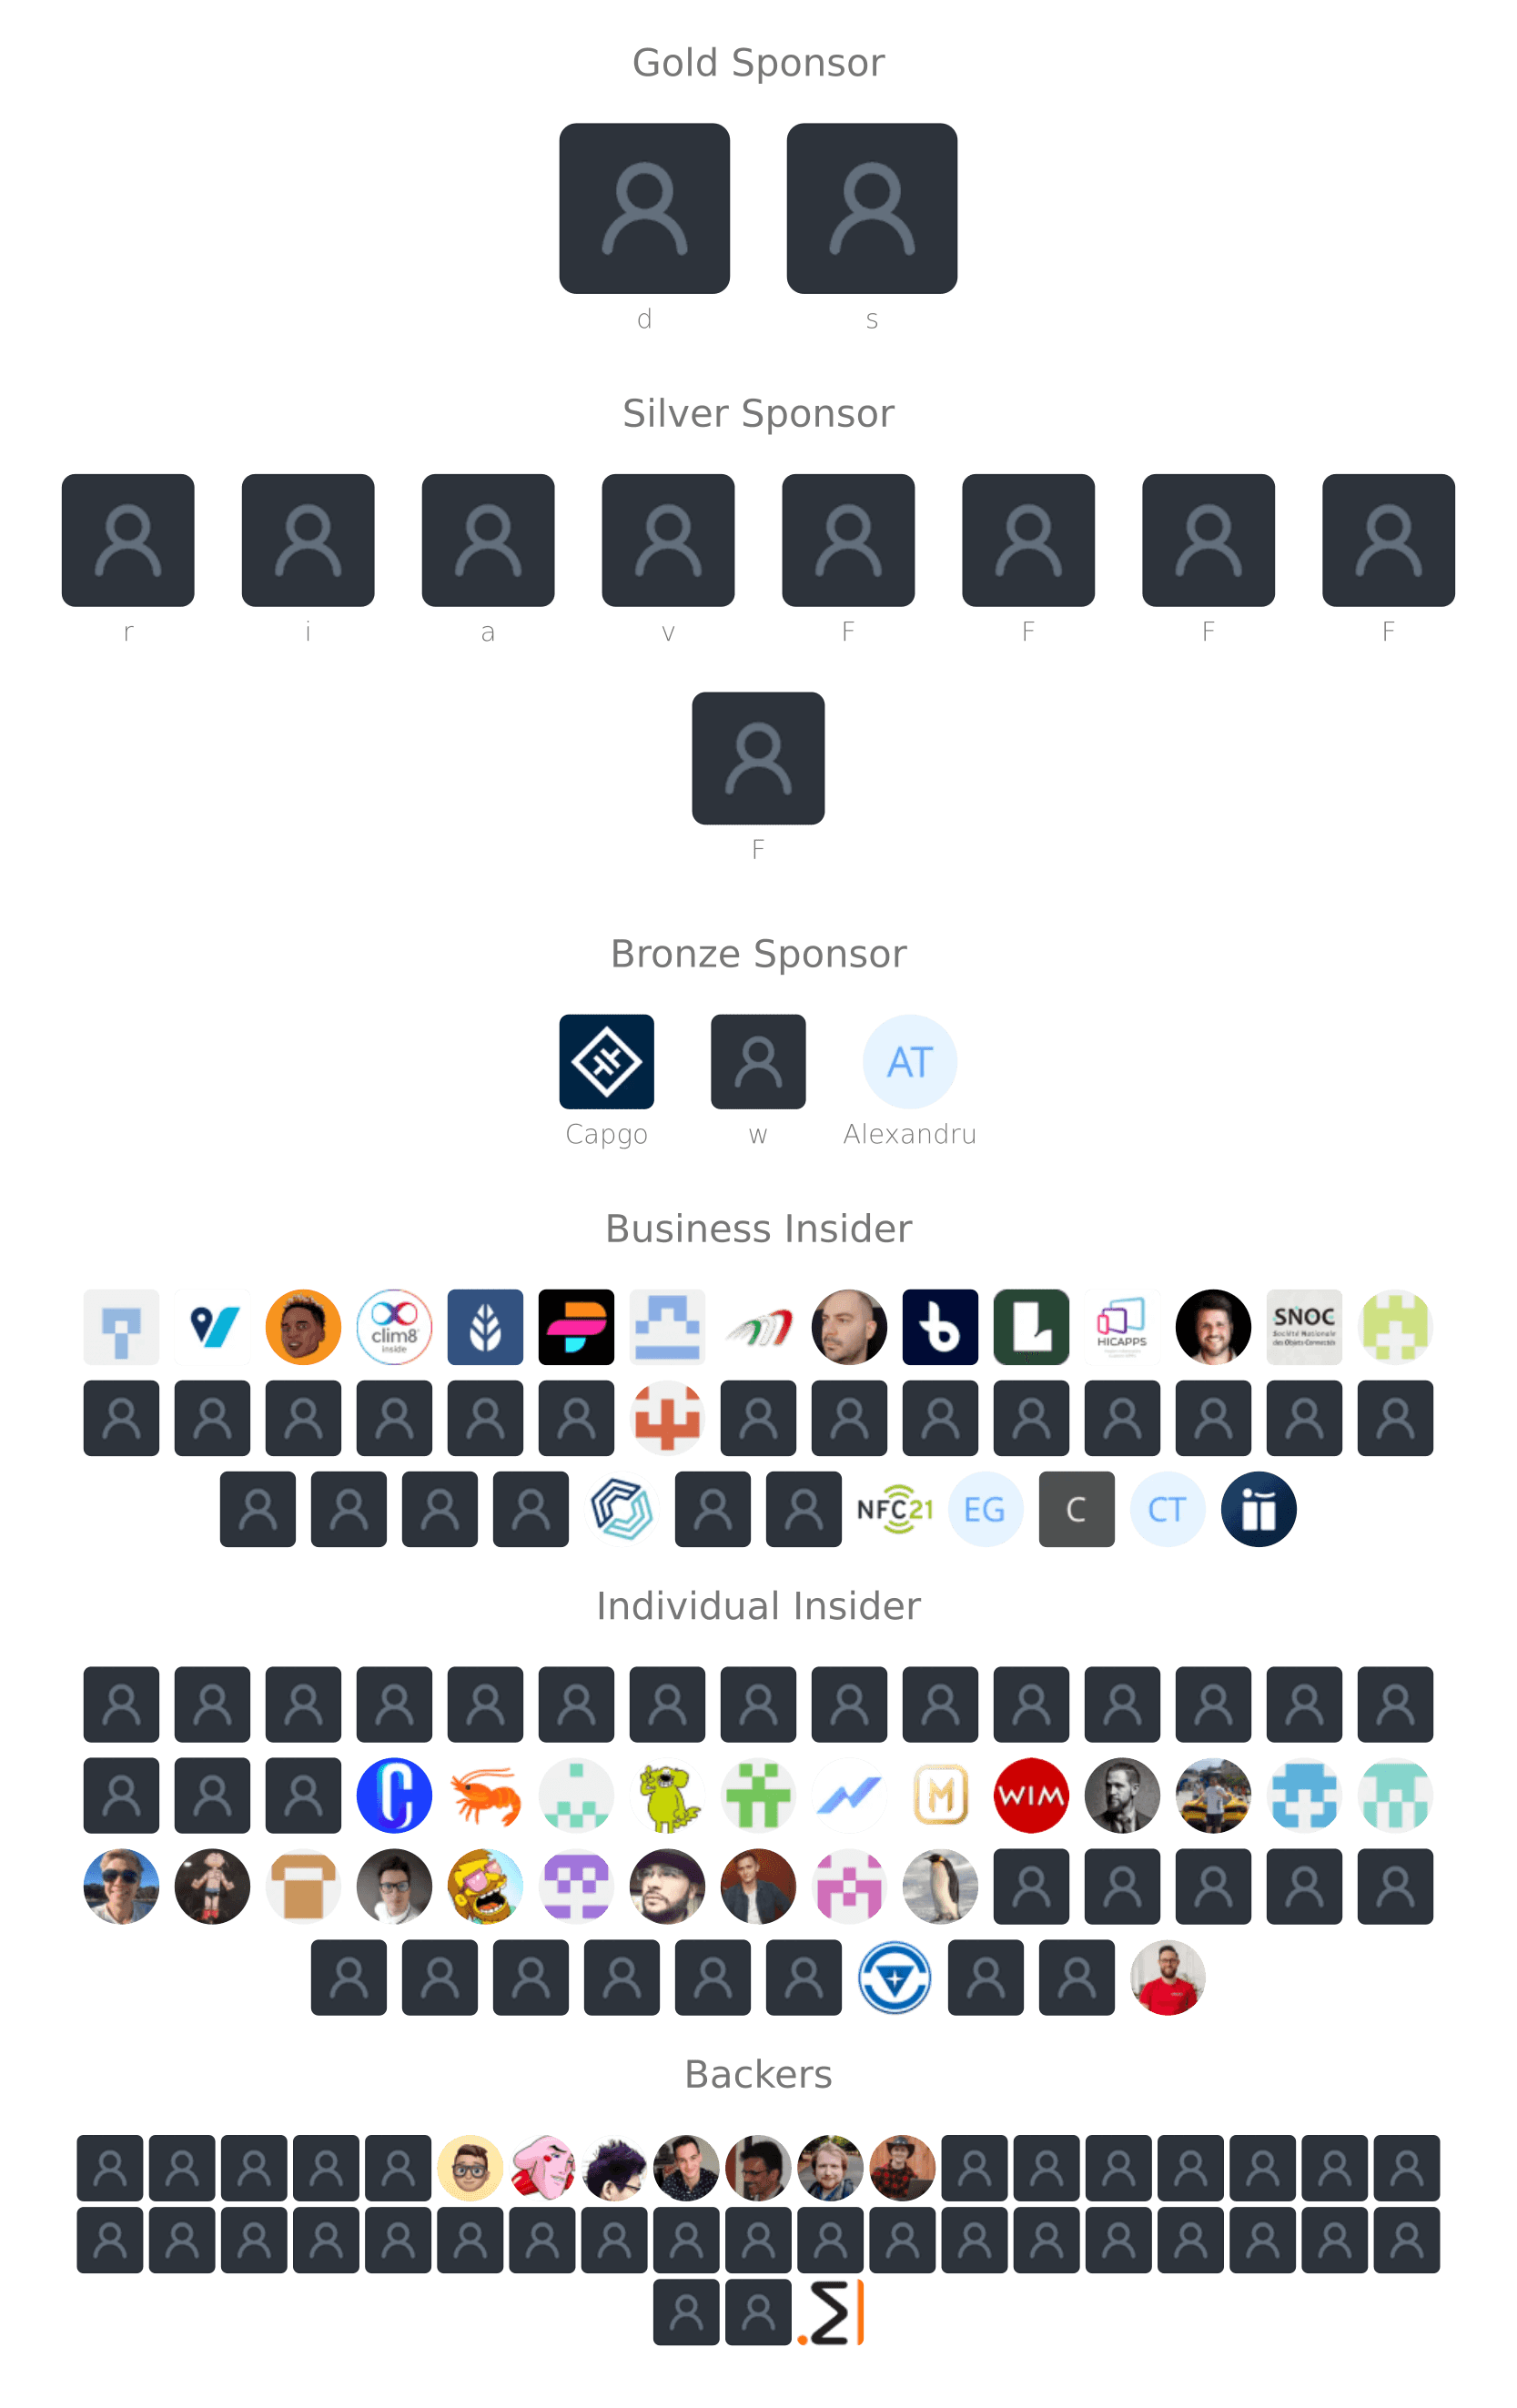 Gold Sponsor
d s
Silver Sponsor
r i a v F F F F
F
Bronze Sponsor
AT
Capgo w Alexandru
Business Insider
clim8 inside HICAPPS SNOC Société Nationale des Objets Connectés
NFC21 EG C CT
Individual Insider
C M WIM
Backers